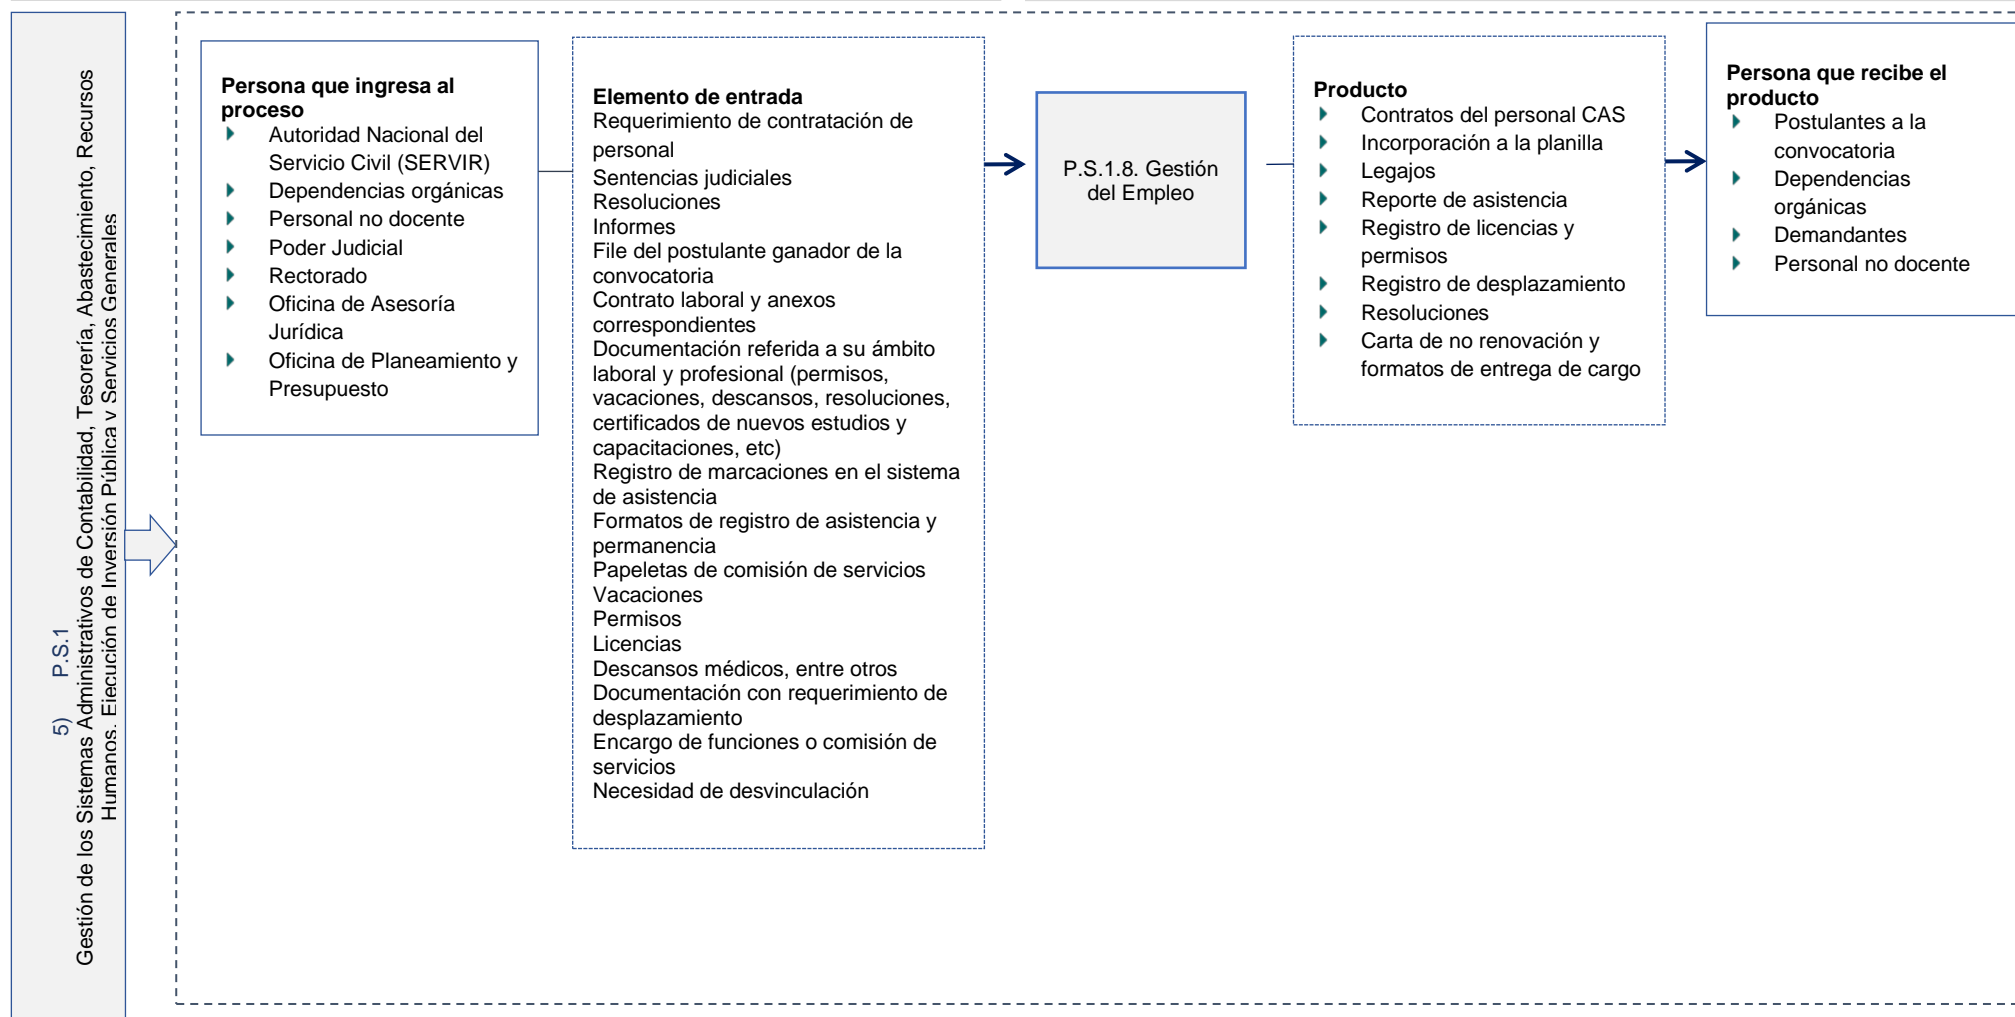 5) P.S.1
Gestión de los Sistemas Administrativos de Contabilidad, Tesorería, Abastecimiento, Recursos
Humanos, Ejecución de Inversión Pública y Servicios Generales
Persona que ingresa al
proceso
Autoridad Nacional del
Servicio Civil (SERVIR)
Dependencias orgánicas
Personal no docente
Poder Judicial
Rectorado
Oficina de Asesoría
Jurídica
Oficina de Planeamiento y
Presupuesto
Elemento de entrada
Requerimiento de contratación de
personal
Sentencias judiciales
Resoluciones
Informes
File del postulante ganador de la
convocatoria
Contrato laboral y anexos
correspondientes
Documentación referida a su ámbito
laboral y profesional (permisos,
vacaciones, descansos, resoluciones,
certificados de nuevos estudios y
capacitaciones, etc)
Registro de marcaciones en el sistema
de asistencia
Formatos de registro de asistencia y
permanencia
Papeletas de comisión de servicios
Vacaciones
Permisos
Licencias
Descansos médicos, entre otros
Documentación con requerimiento de
desplazamiento
Encargo de funciones o comisión de
servicios
Necesidad de desvinculación
P.S.1.8. Gestión
del Empleo
Producto
Contratos del personal CAS
Incorporación a la planilla
Legajos
Reporte de asistencia
Registro de licencias y
permisos
Registro de desplazamiento
Resoluciones
Carta de no renovación y
formatos de entrega de cargo
Persona que recibe el
producto
Postulantes a la
convocatoria
Dependencias
orgánicas
Demandantes
Personal no docente